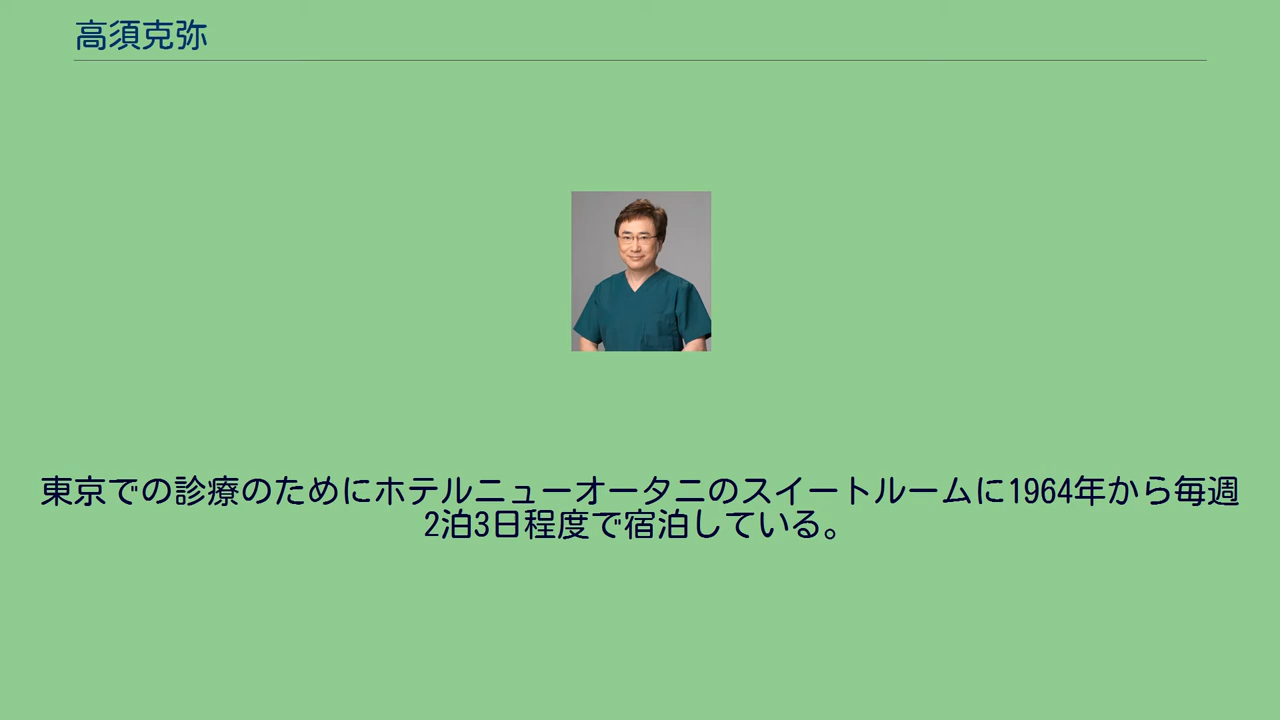 高須克弥
東京での診療のためにホテルニューオータニのスイートルームに1964年から毎週
2泊3日程度で宿泊している。